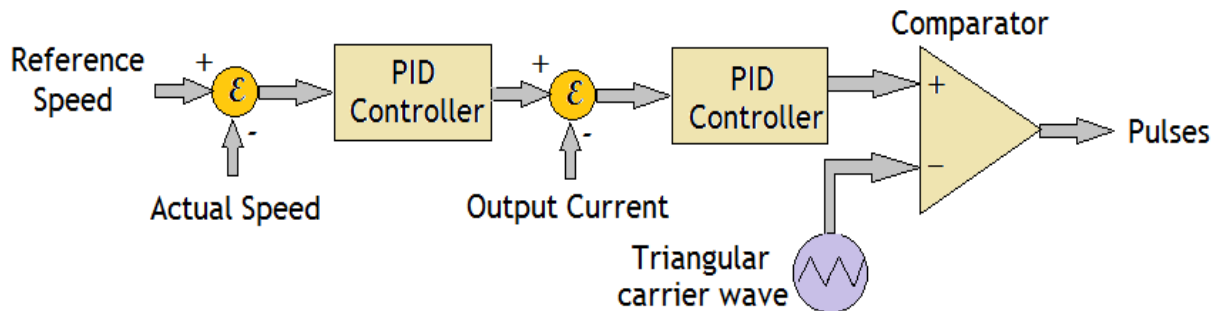 Comparator
Reference
Speed
+
ε
-
Actual Speed
PID
Controller
+
ε
-
Output Current
PID
Controller
+
−
Pulses
Triangular
carrier wave